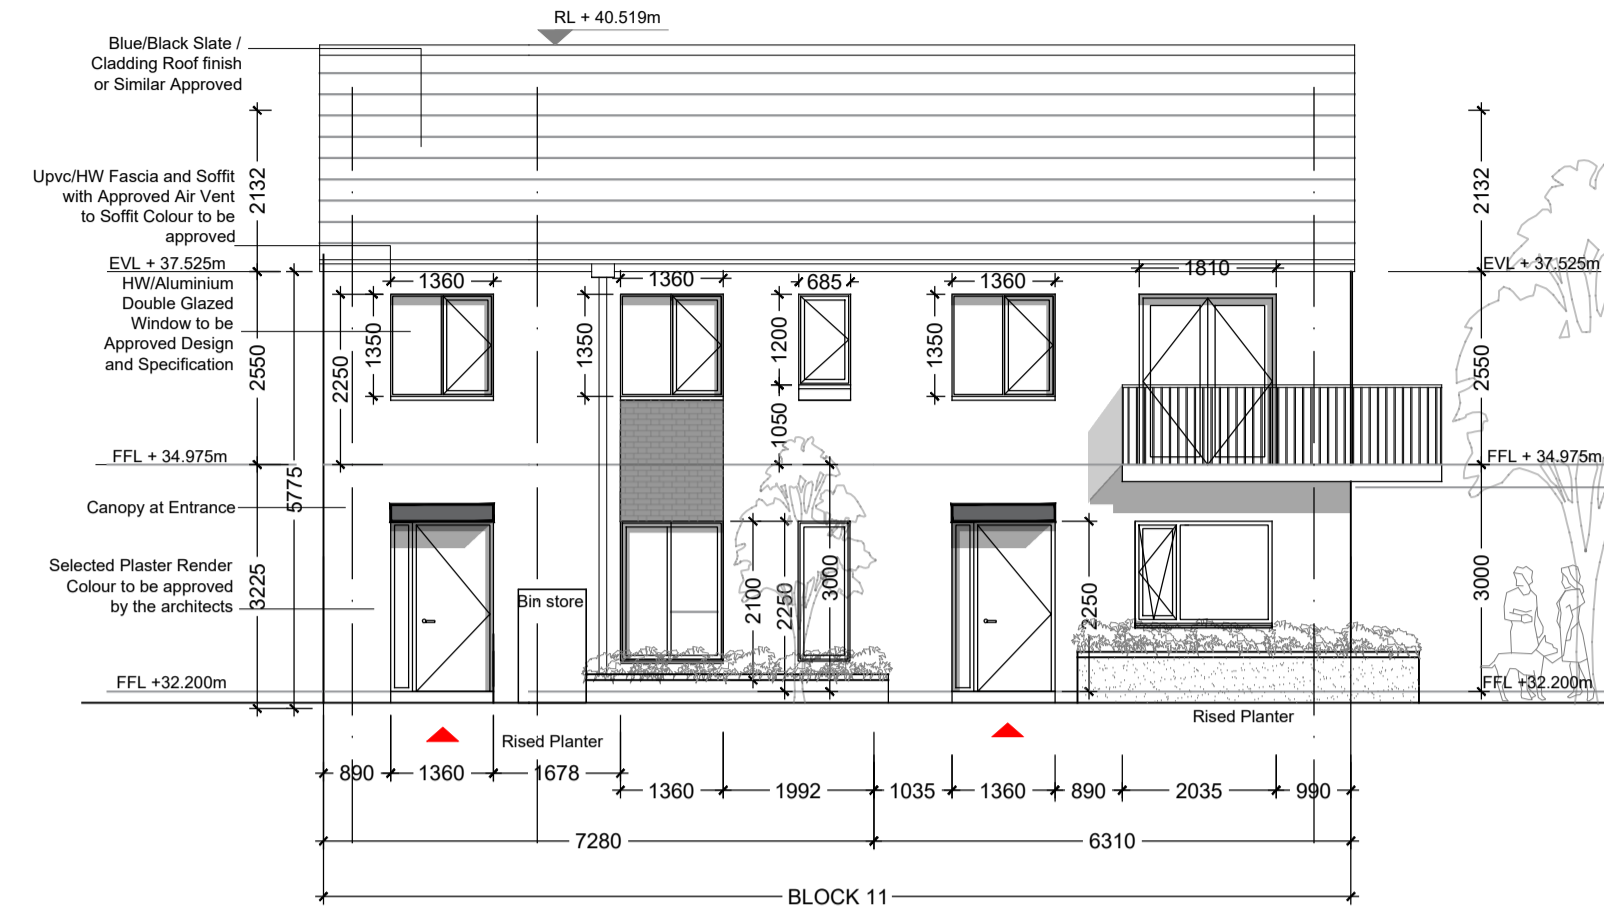 RL + 40.519m
Blue/Black Slate /
Cladding Roof finish
or Similar Approved
2132
2132
Upvc/HW Fascia and Soffit
with Approved Air Vent
to Soffit Colour to be
approved
EVL + 37.525m
EVL + 37.525m
HW/Aluminium
Double Glazed
Window to be
Approved Design
and Specification
1360
1360
685
1360
1810
2550
2250
1350
1350
1200
1050
1350
2550
FFL + 34.975m
FFL + 34.975m
5775
Canopy at Entrance
Selected Plaster Render
Colour to be approved
by the architects
3225
Bin store
2100
2250
3000
2250
3000
FFL +32.200m
FFL +32.200m
Rised Planter
Rised Planter
890
1360
1678
1360
1992
1035
1360
890
2035
990
7280
6310
BLOCK 11